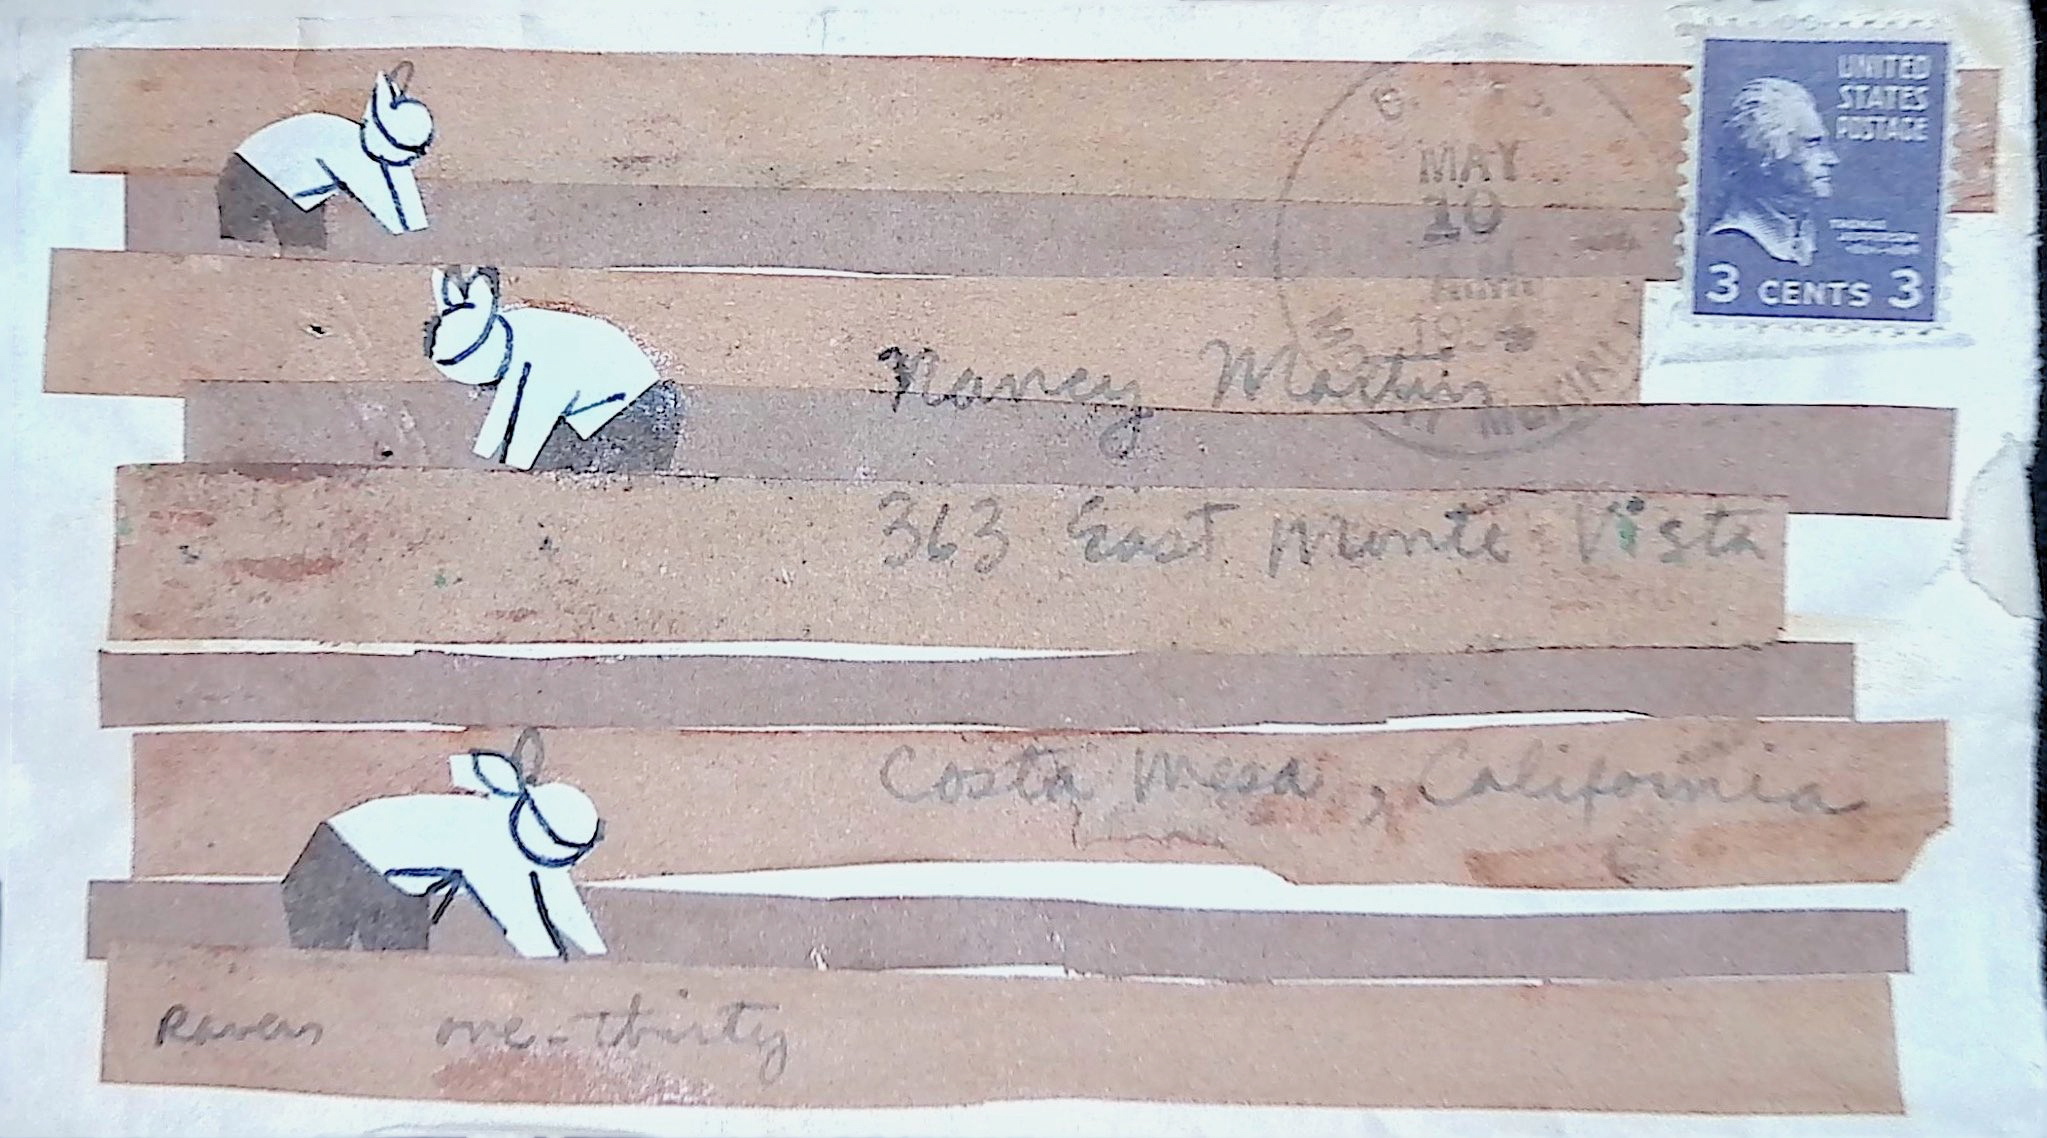 UNITED
STATES
POSTAGE
3 CENTS 3
MAY
10
Nancy Martin
363 East Monte Vista
Costa Mesa, California
one-thirty